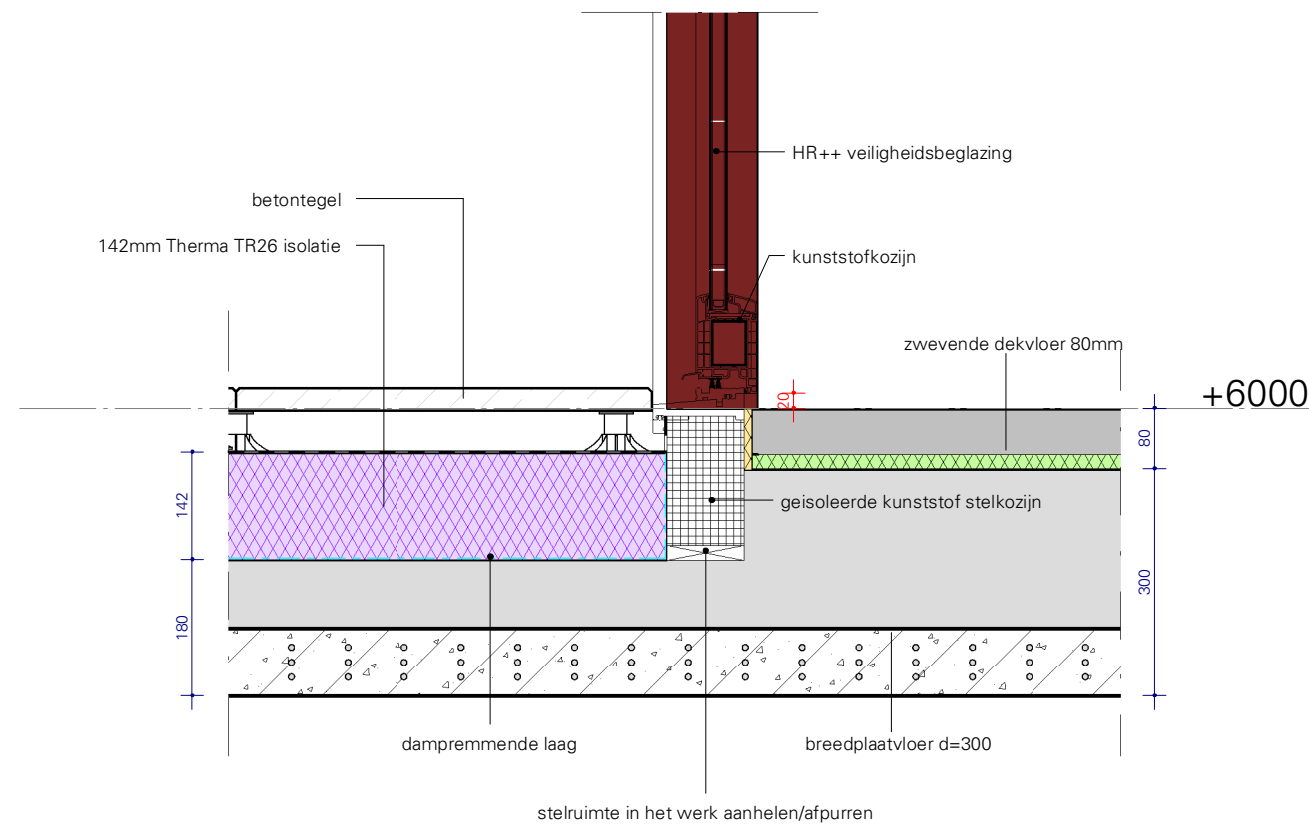 HR++ veiligheidsbeglazing
betontegel
142mm Therma TR26 isolatie
kunststofkozijn
zwevende dekvloer 80mm
20
+6000
80
142
geisoleerde kunststof stelkozijn
300
180
dampremmende laag
breedplaatvloer d=300
stelruimte in het werk aanhelen/afpurren